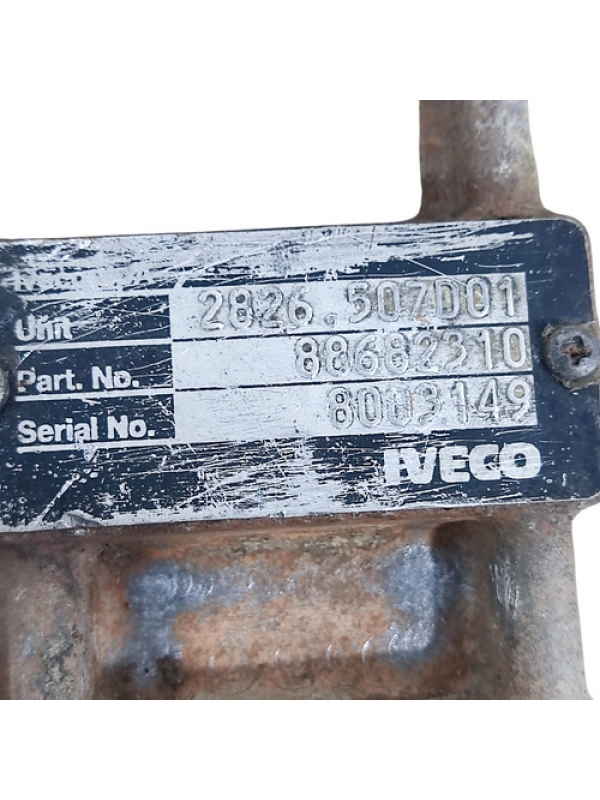 Unit 2826.507D01
Part. No. 88682310
Serial No. 8003149
IVECO